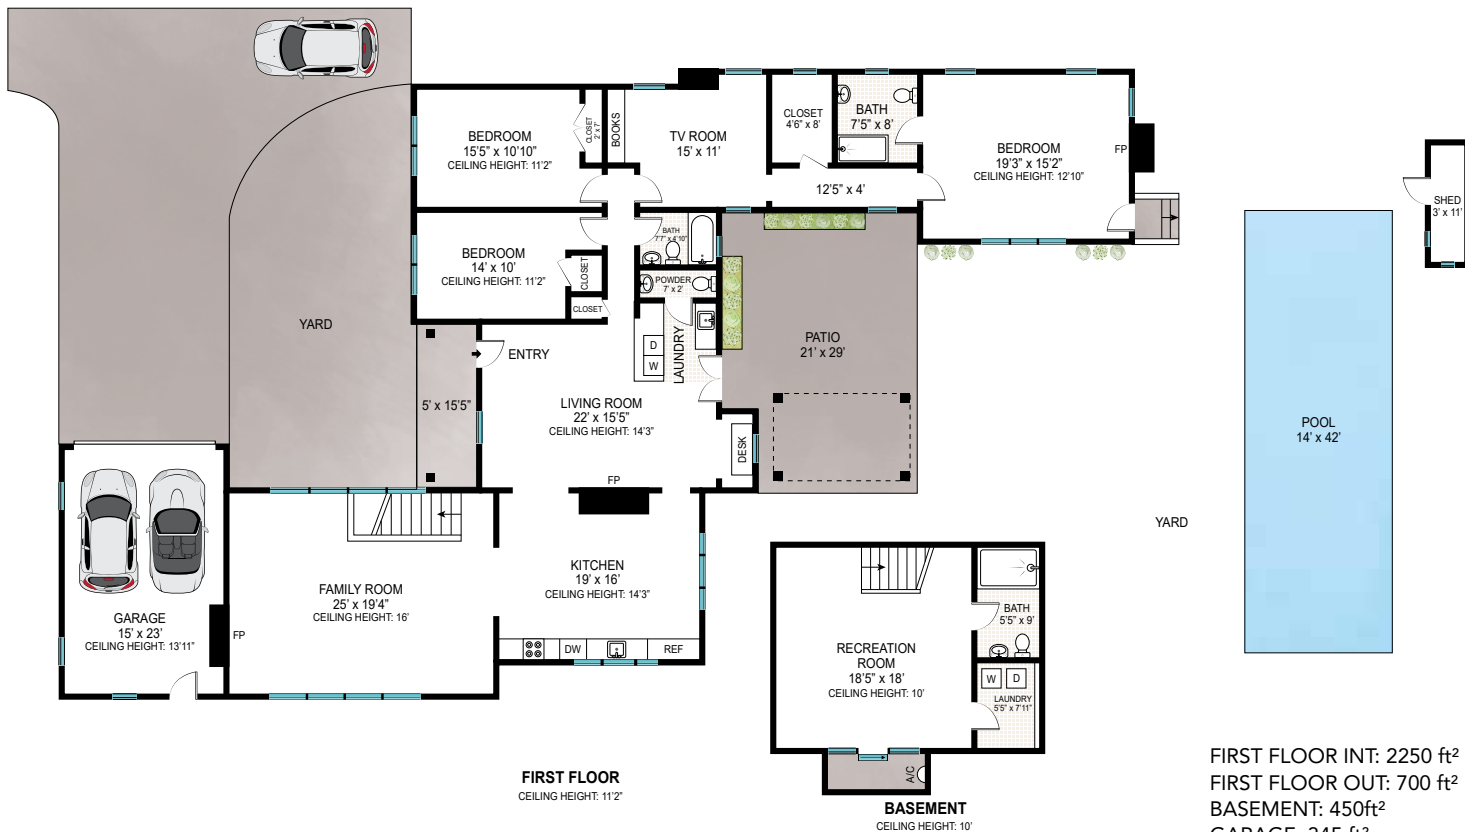 BEDROOM
15'5" x 10'10"
CEILING HEIGHT: 11'2"
CLOSET
2' x 7'
BOOKS
TV ROOM
15' x 11'
CLOSET
4'6" x 8'
BATH
7'5" x 8'
BEDROOM
19'3" x 15'2"
CEILING HEIGHT: 12'10"
FP
12'5" x 4'
SHED
3' x 11'
BEDROOM
14' x 10'
CEILING HEIGHT: 11'2"
CLOSET
CLOSET
BATH
7'7" x 4'10"
POWDER
7' x 2'
LAUNDRY
D
W
YARD
ENTRY
PATIO
21' x 29'
5' x 15'5"
LIVING ROOM
22' x 15'5"
CEILING HEIGHT: 14'3"
DESK
FP
POOL
14' x 42'
YARD
GARAGE
15' x 23'
CEILING HEIGHT: 13'11"
FP
FAMILY ROOM
25' x 19'4"
CEILING HEIGHT: 16'
KITCHEN
19' x 16'
CEILING HEIGHT: 14'3"
DW
REF
RECREATION
ROOM
18'5" x 18'
CEILING HEIGHT: 10'
BATH
5'5" x 9'
W
D
LAUNDRY
5'5" x 7'11"
A/C
FIRST FLOOR
CEILING HEIGHT: 11'2"
BASEMENT
CEILING HEIGHT: 10'
FIRST FLOOR INT: 2250 ft²
FIRST FLOOR OUT: 700 ft²
BASEMENT: 450ft²
GARAGE: 345 ft²